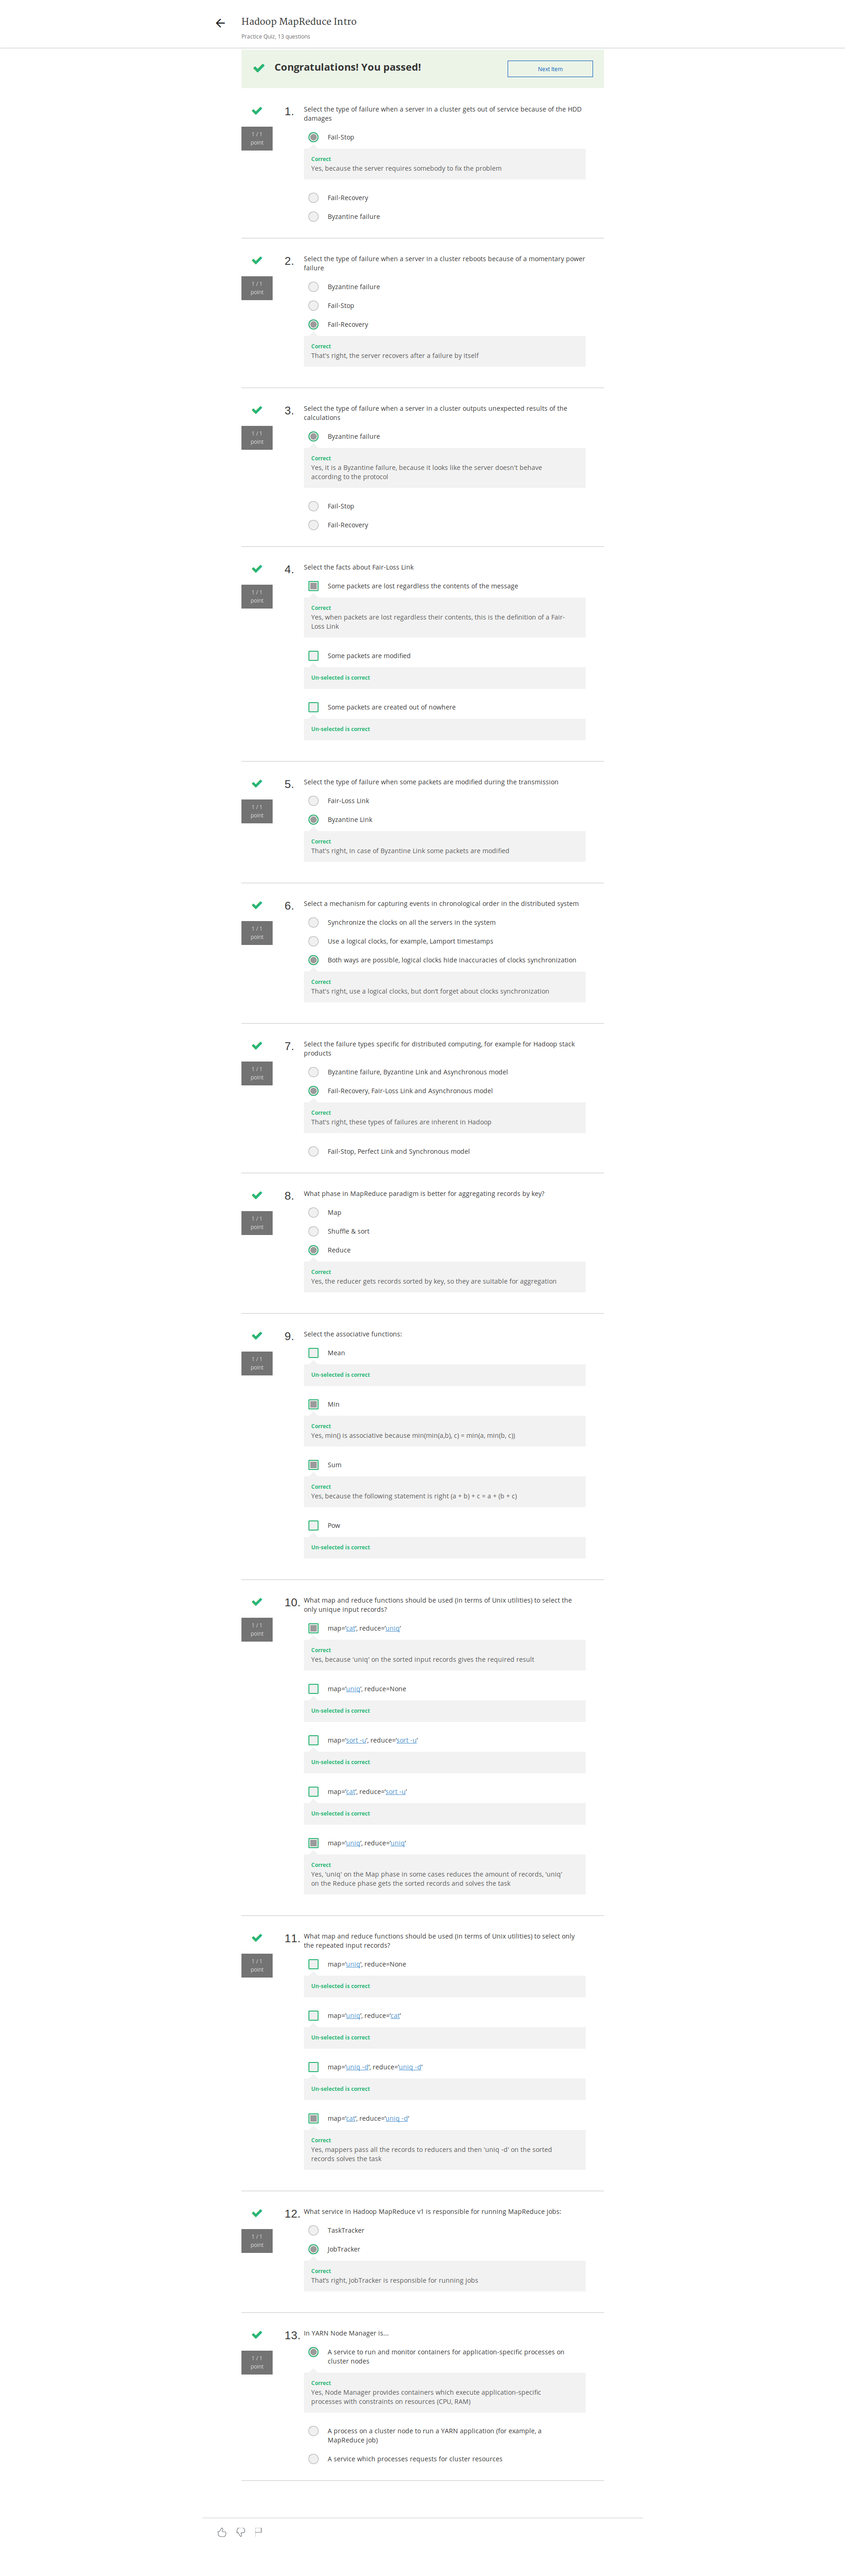 Hadoop MapReduce Intro
Practice Quiz, 13 questions
Congratulations! You passed!
Next Item
1 / 1
point
1.
Select the type of failure when a server in a cluster gets out of service because of the HDD
damages
Fail-Stop
Correct
Yes, because the server requires somebody to fix the problem
Fail-Recovery
Byzantine failure
1 / 1
point
2.
Select the type of failure when a server in a cluster reboots because of a momentary power
failure
Byzantine failure
Fail-Stop
Fail-Recovery
Correct
That's right, the server recovers after a failure by itself
1 / 1
point
3.
Select the type of failure when a server in a cluster outputs unexpected results of the
calculations
Byzantine failure
Correct
Yes, it is a Byzantine failure, because it looks like the server doesn't behave
according to the protocol
Fail-Stop
Fail-Recovery
1 / 1
point
4.
Select the facts about Fair-Loss Link
Some packets are lost regardless the contents of the message
Correct
Yes, when packets are lost regardless their contents, this is the definition of a Fair-
Loss Link
Some packets are modified
Un-selected is correct
Some packets are created out of nowhere
Un-selected is correct
1 / 1
point
5.
Select the type of failure when some packets are modified during the transmission
Fair-Loss Link
Byzantine Link
Correct
That's right, in case of Byzantine Link some packets are modified
1 / 1
point
6.
Select a mechanism for capturing events in chronological order in the distributed system
Synchronize the clocks on all the servers in the system
Use a logical clocks, for example, Lamport timestamps
Both ways are possible, logical clocks hide inaccuracies of clocks synchronization
Correct
That's right, use a logical clocks, but don't forget about clocks synchronization
1 / 1
point
7.
Select the failure types specific for distributed computing, for example for Hadoop stack
products
Byzantine failure, Byzantine Link and Asynchronous model
Fail-Recovery, Fair-Loss Link and Asynchronous model
Correct
That's right, these types of failures are inherent in Hadoop
Fail-Stop, Perfect Link and Synchronous model
1 / 1
point
8.
What phase in MapReduce paradigm is better for aggregating records by key?
Map
Shuffle & sort
Reduce
Correct
Yes, the reducer gets records sorted by key, so they are suitable for aggregation
1 / 1
point
9.
Select the associative functions:
Mean
Un-selected is correct
Min
Correct
Yes, min() is associative because min(min(a,b), c) = min(a, min(b, c))
Sum
Correct
Yes, because the following statement is right (a + b) + c = a + (b + c)
Pow
Un-selected is correct
1 / 1
point
10.
What map and reduce functions should be used (in terms of Unix utilities) to select the
only unique input records?
map='cat', reduce='uniq'
Correct
Yes, because 'uniq' on the sorted input records gives the required result
map='uniq', reduce=None
Un-selected is correct
map='sort -u', reduce='sort -u'
Un-selected is correct
map='cat', reduce='sort -u'
Un-selected is correct
map='uniq', reduce='uniq'
Correct
Yes, 'uniq' on the Map phase in some cases reduces the amount of records, 'uniq'
on the Reduce phase gets the sorted records and solves the task
1 / 1
point
11.
What map and reduce functions should be used (in terms of Unix utilities) to select only
the repeated input records?
map='uniq', reduce=None
Un-selected is correct
map='uniq', reduce='cat'
Un-selected is correct
map='uniq -d', reduce='uniq -d'
Un-selected is correct
map='cat', reduce='uniq -d'
Correct
Yes, mappers pass all the records to reducers and then 'uniq -d' on the sorted
records solves the task
1 / 1
point
12.
What service in Hadoop MapReduce v1 is responsible for running MapReduce jobs:
TaskTracker
JobTracker
Correct
That's right, JobTracker is responsible for running jobs
1 / 1
point
13.
In YARN Node Manager is...
A service to run and monitor containers for application-specific processes on
cluster nodes
Correct
Yes, Node Manager provides containers which execute application-specific
processes with constraints on resources (CPU, RAM)
A process on a cluster node to run a YARN application (for example, a
MapReduce job)
A service which processes requests for cluster resources